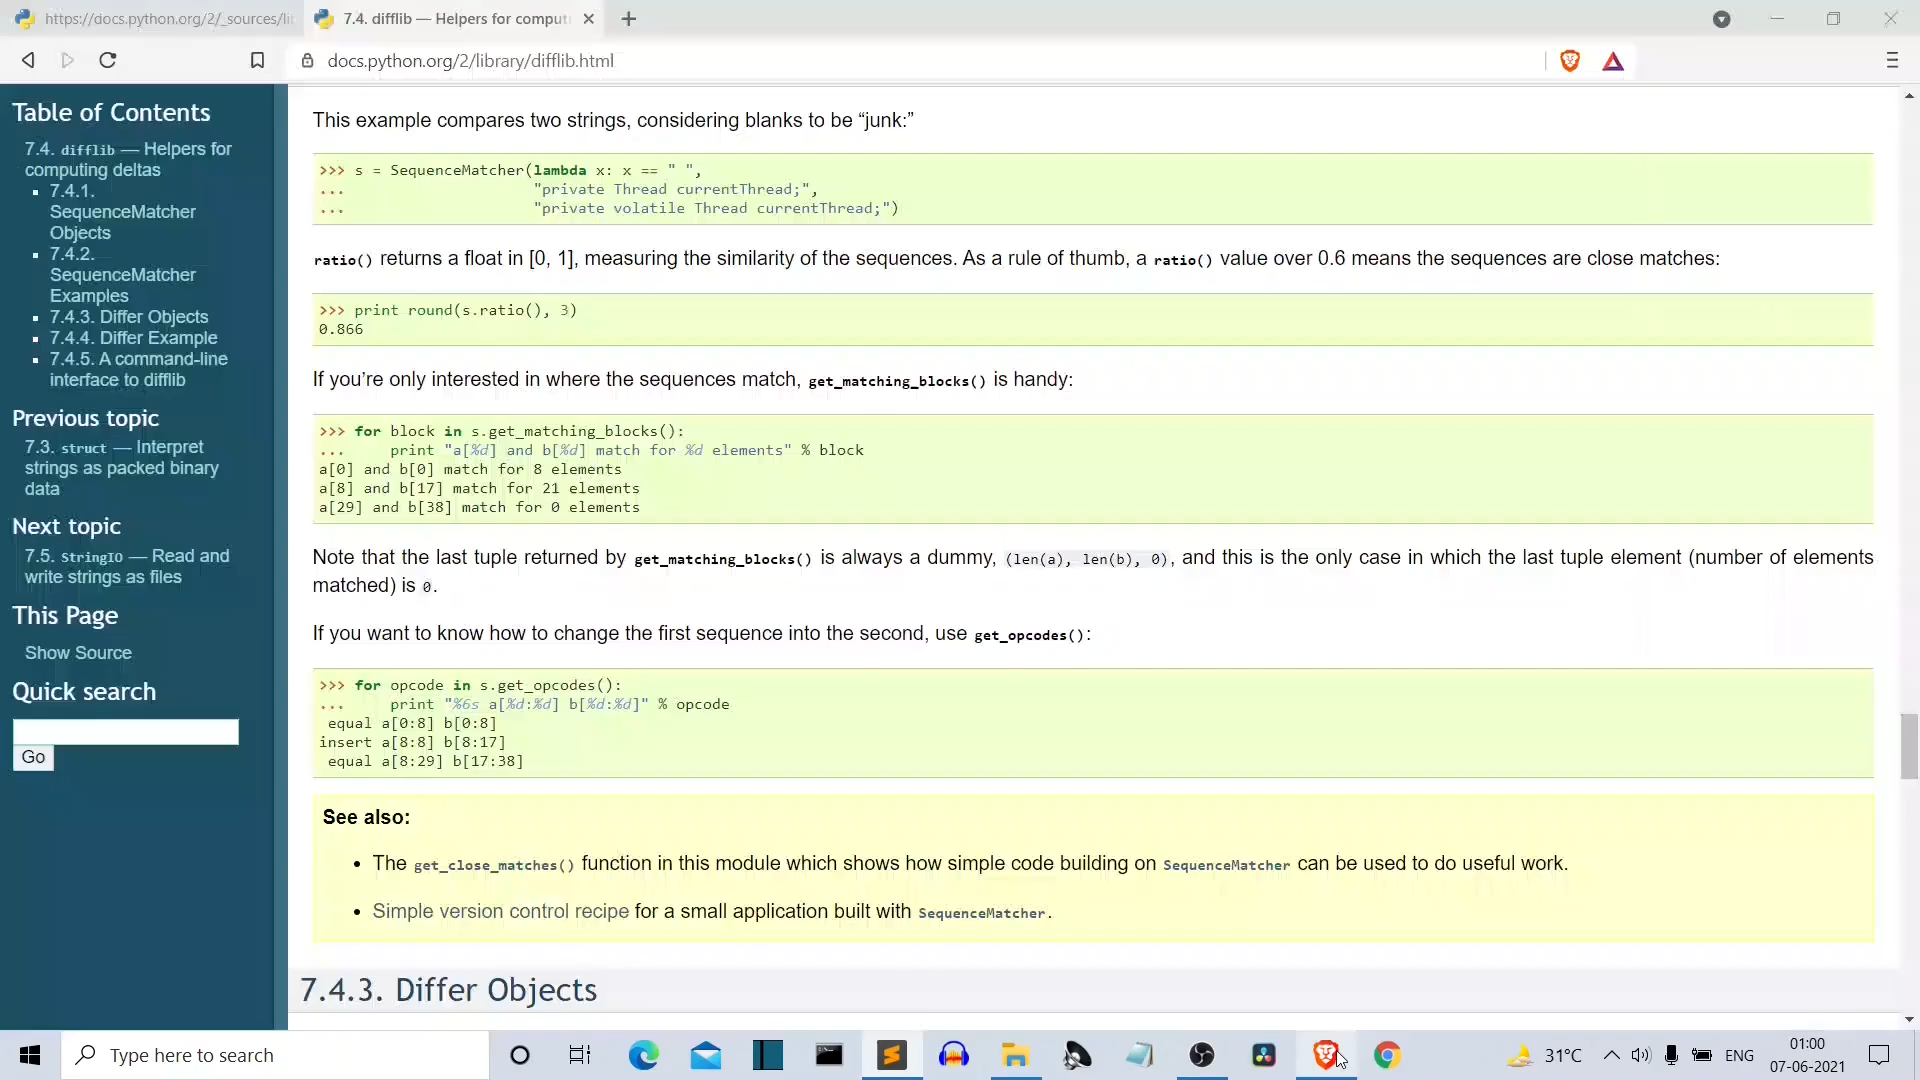 https://docs.python.org/2/_sources/li
7.4. difflib — Helpers for comput
docs.python.org/2/library/difflib.html
Table of Contents
7.4. difflib — Helpers for
computing deltas
7.4.1.
SequenceMatcher
Objects
7.4.2.
SequenceMatcher
Examples
7.4.3. Differ Objects
7.4.4. Differ Example
7.4.5. A command-line
interface to difflib
Previous topic
7.3. struct — Interpret
strings as packed binary
data
Next topic
7.5. StringIO — Read and
write strings as files
This Page
Show Source
Quick search
Go
This example compares two strings, considering blanks to be “junk:”
>>> s = SequenceMatcher(lambda x: x == " ",
... "private Thread currentThread;",
... "private volatile Thread currentThread;")
ratio() returns a float in [0, 1], measuring the similarity of the sequences. As a rule of thumb, a ratio() value over 0.6 means the sequences are close matches:
>>> print round(s.ratio(), 3)
0.866
If you’re only interested in where the sequences match, get_matching_blocks() is handy:
>>> for block in s.get_matching_blocks():
... print "a[%d] and b[%d] match for %d elements" % block
a[0] and b[0] match for 8 elements
a[8] and b[17] match for 21 elements
a[29] and b[38] match for 0 elements
Note that the last tuple returned by get_matching_blocks() is always a dummy, (len(a), len(b), 0), and this is the only case in which the last tuple element (number of elements
matched) is 0.
If you want to know how to change the first sequence into the second, use get_opcodes():
>>> for opcode in s.get_opcodes():
... print "%6s a[%d:%d] b[%d:%d]" % opcode
equal a[0:8] b[0:8]
insert a[8:8] b[8:17]
equal a[8:29] b[17:38]
See also:
• The get_close_matches() function in this module which shows how simple code building on SequenceMatcher can be used to do useful work.
• Simple version control recipe for a small application built with SequenceMatcher.
7.4.3. Differ Objects
Type here to search
31°C
ENG
01:00
07-06-2021